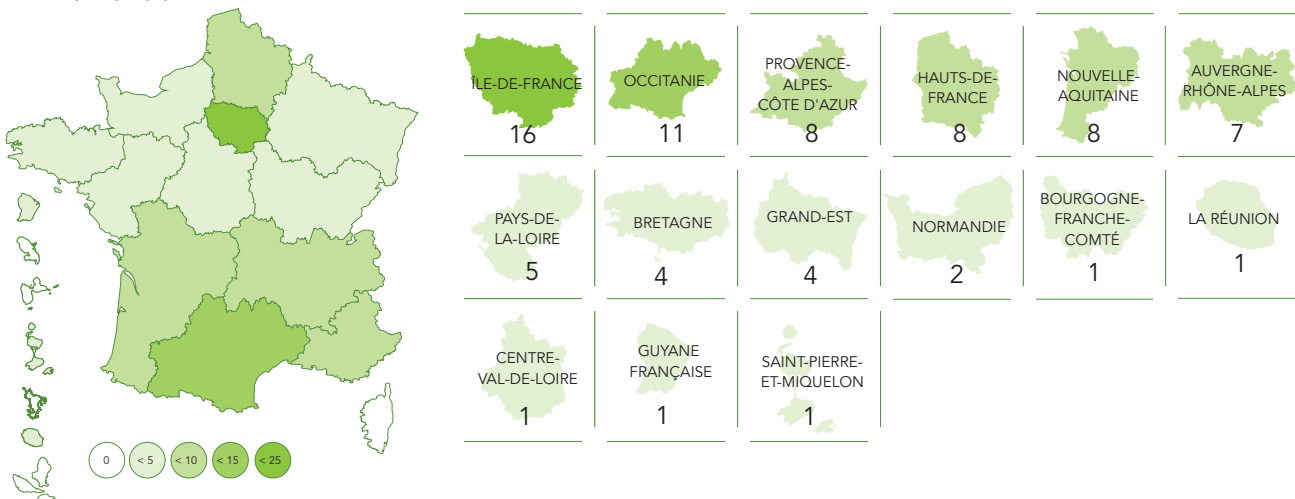 ÎLE-DE-FRANCE
16
OCCITANIE
11
PROVENCE-
ALPES-
CÔTE D'AZUR
8
HAUTS-DE-
FRANCE
8
NOUVELLE-
AQUITAINE
8
AUVERGNE-
RHÔNE-ALPES
7
PAYS-DE-
LA-LOIRE
5
BRETAGNE
4
GRAND-EST
4
NORMANDIE
2
BOURGOGNE-
FRANCHE-
COMTÉ
1
LA RÉUNION
1
CENTRE-
VAL-DE-LOIRE
1
GUYANE
FRANÇAISE
1
SAINT-PIERRE-
ET-MIQUELON
1
0
< 5
< 10
< 15
< 25